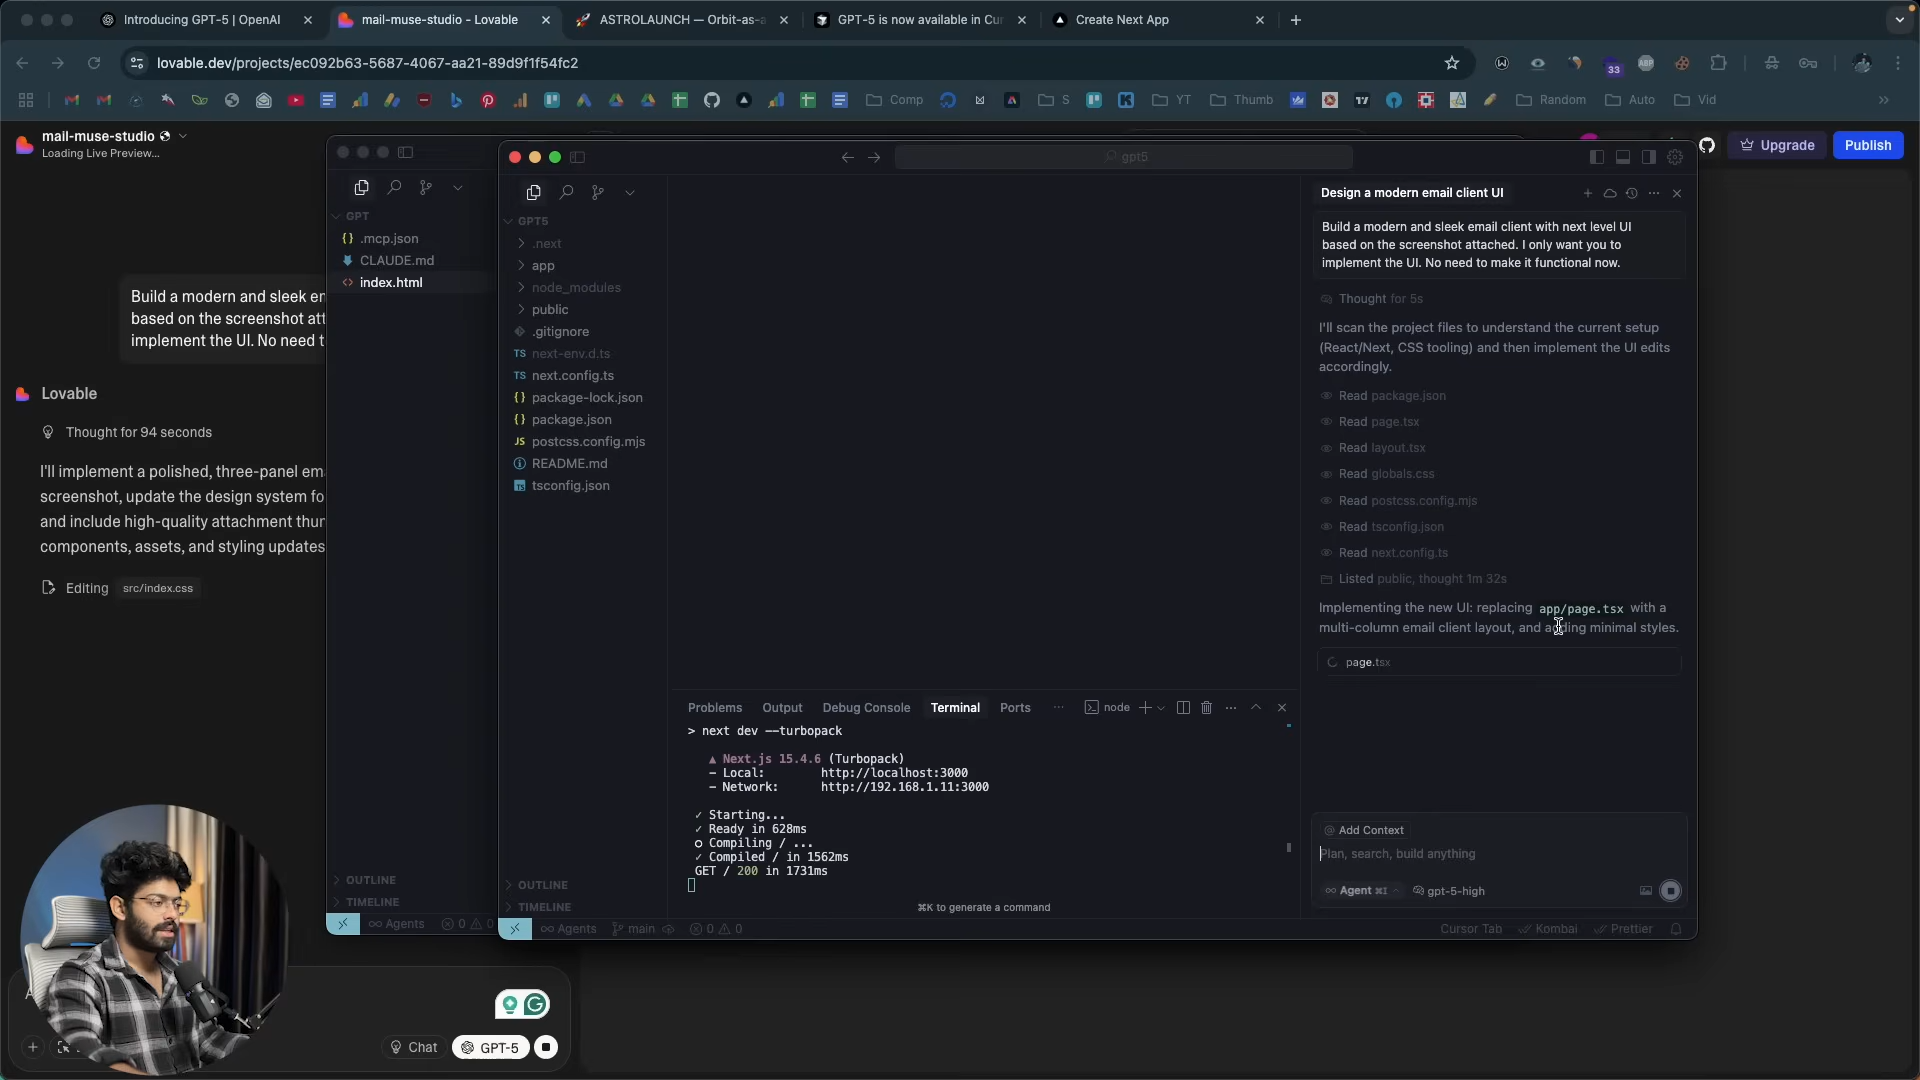 Introducing GPT-5 | OpenAI
mail-muse-studio - Lovable
ASTROLAUNCH — Orbit-as-a-
GPT-5 is now available in Cur
Create Next App
lovable.dev/projects/ec092b63-5687-4067-aa21-89d9f1f54fc2
33
ABP
Comp
S
YT
Thumb
Random
Auto
Vid
mail-muse-studio
Loading Live Preview...
Upgrade
Publish
Build a modern and sleek em
based on the screenshot att
implement the UI. No need t
Lovable
Thought for 94 seconds
I'll implement a polished, three-panel ema
screenshot, update the design system fo
and include high-quality attachment thun
components, assets, and styling updates
Editing src/index.css
Chat
GPT-5
GPT
.mcp.json
CLAUDE.md
index.html
OUTLINE
TIMELINE
Agents 0 0
gpt5
GPT5
.next
app
node_modules
public
.gitignore
next-env.d.ts
next.config.ts
package-lock.json
package.json
postcss.config.mjs
README.md
tsconfig.json
OUTLINE
TIMELINE
Problems Output Debug Console Terminal Ports
node
> next dev --turbopack
▲ Next.js 15.4.6 (Turbopack)
- Local: http://localhost:3000
- Network: http://192.168.1.11:3000
✓ Starting...
✓ Ready in 628ms
○ Compiling / ...
✓ Compiled / in 1562ms
GET / 200 in 1731ms
⌘K to generate a command
Design a modern email client UI
Build a modern and sleek email client with next level UI
based on the screenshot attached. I only want you to
implement the UI. No need to make it functional now.
Thought for 5s
I'll scan the project files to understand the current setup
(React/Next, CSS tooling) and then implement the UI edits
accordingly.
Read package.json
Read page.tsx
Read layout.tsx
Read globals.css
Read postcss.config.mjs
Read tsconfig.json
Read next.config.ts
Listed public, thought 1m 32s
Implementing the new UI: replacing app/page.tsx with a
multi-column email client layout, and adding minimal styles.
page.tsx
@ Add Context
Plan, search, build anything
∞ Agent ⌘I
gpt-5-high
Agents main 0 0
Cursor Tab Kombai Prettier